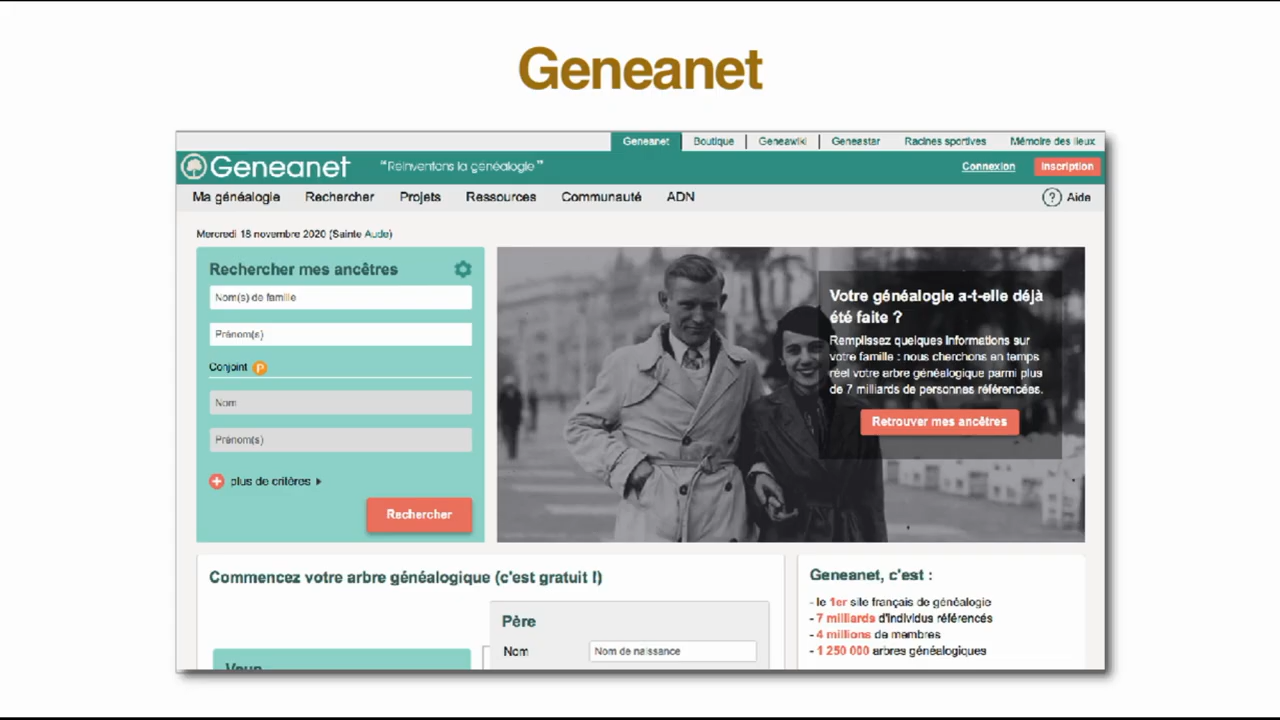 Geneanet
Geneanet Boutique Geneawiki Geneastar Racines sportives Mémoire des lieux
Geneanet "Réinventons la généalogie" Connexion Inscription
Ma généalogie Rechercher Projets Ressources Communauté ADN ? Aide
Mercredi 18 novembre 2020 (Sainte Aude)
Rechercher mes ancêtres
Nom(s) de famille
Prénom(s)
Conjoint P
Nom
Prénom(s)
plus de critères
Rechercher
Votre généalogie a-t-elle déjà
été faite ?
Remplissez quelques informations sur
votre famille : nous cherchons en temps
réel votre arbre généalogique parmi plus
de 7 milliards de personnes référencées.
Retrouver mes ancêtres
Commencez votre arbre généalogique (c'est gratuit !)
Père
Nom Nom de naissance
Vous
Geneanet, c'est :
- le 1er site français de généalogie
- 7 milliards d'individus référencés
- 4 millions de membres
- 1 250 000 arbres généalogiques